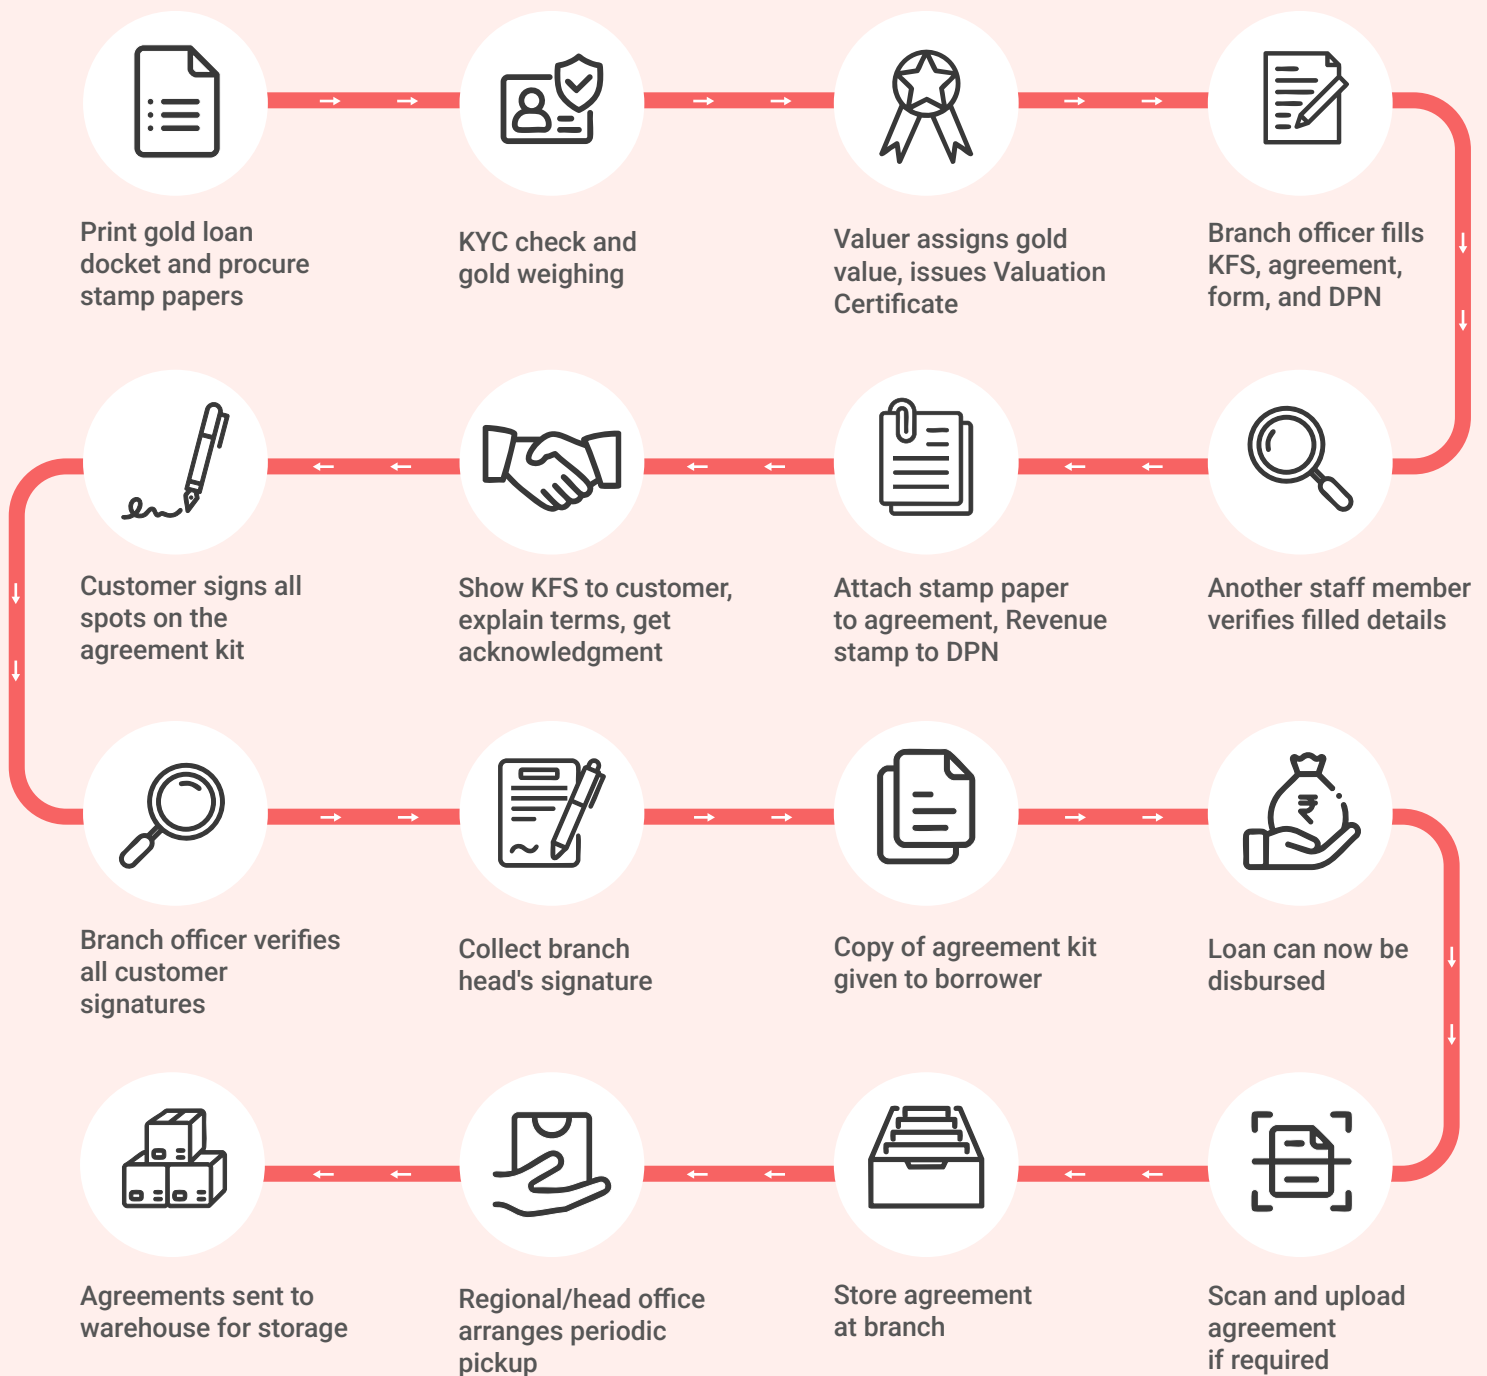 Print gold loan
docket and procure
stamp papers
KYC check and
gold weighing
Valuer assigns gold
value, issues Valuation
Certificate
Branch officer fills
KFS, agreement,
form, and DPN
Another staff member
verifies filled details
Attach stamp paper
to agreement, Revenue
stamp to DPN
Show KFS to customer,
explain terms, get
acknowledgment
Customer signs all
spots on the
agreement kit
Branch officer verifies
all customer
signatures
Collect branch
head's signature
Copy of agreement kit
given to borrower
₹
Loan can now be
disbursed
Scan and upload
agreement
if required
Store agreement
at branch
Regional/head office
arranges periodic
pickup
Agreements sent to
warehouse for storage